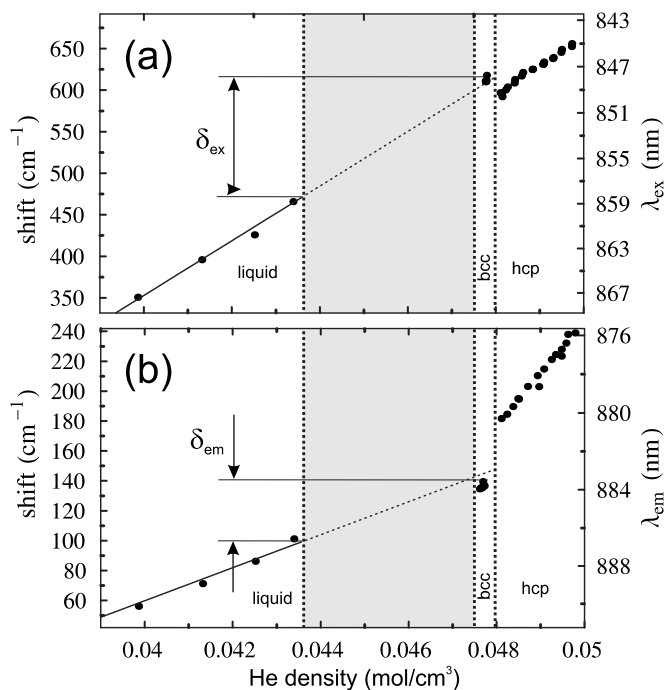 (a)
shift (cm⁻¹)
650
600
550
500
450
400
350
δex
liquid
bcc
hcp
843
847
851
855
859
863
867
λex (nm)
(b)
shift (cm⁻¹)
240
220
200
180
160
140
120
100
80
60
δem
liquid
bcc
hcp
876
880
884
888
λem (nm)
0.04 0.042 0.044 0.046 0.048 0.05
He density (mol/cm³)